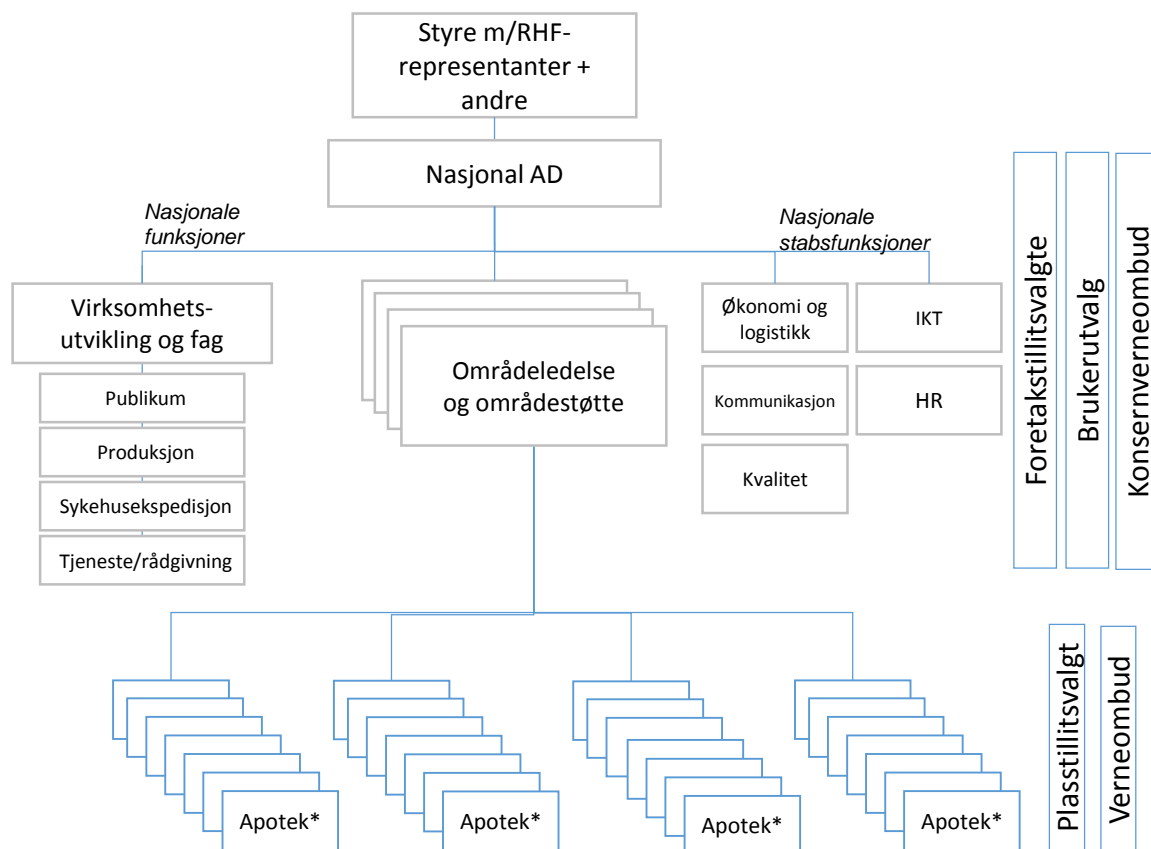 Styre m/RHF-
representanter +
andre
Nasjonal AD
Nasjonale
funksjoner
Nasjonale
stabsfunksjoner
Virksomhets-
utvikling og fag
Publikum
Produksjon
Sykehusekspedisjon
Tjeneste/rådgivning
Områdeledelse
og områdestøtte
Økonomi og
logistikk
IKT
Kommunikasjon
HR
Kvalitet
Foretakstillitsvalgte
Brukerutvalg
Konsernverneombud
Apotek*
Apotek*
Apotek*
Apotek*
Plasstillitsvalgt
Verneombud